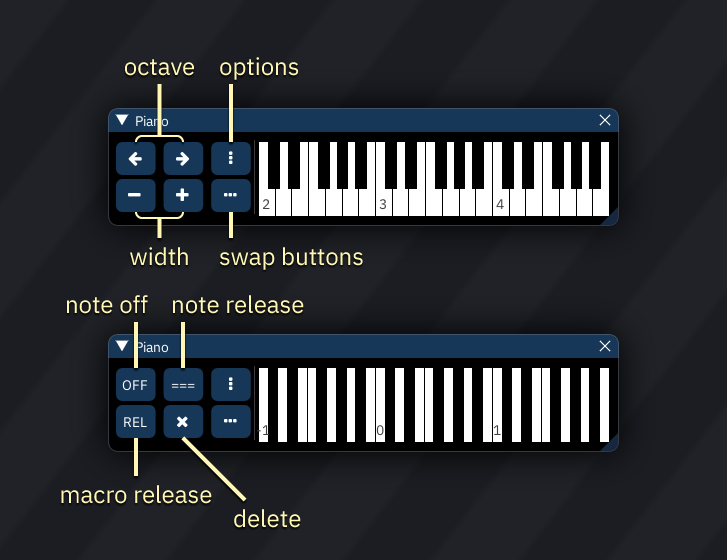 octave options
Piano
2 3 4
width swap buttons
note off note release
Piano
OFF ===
REL
-1 0 1
macro release
delete